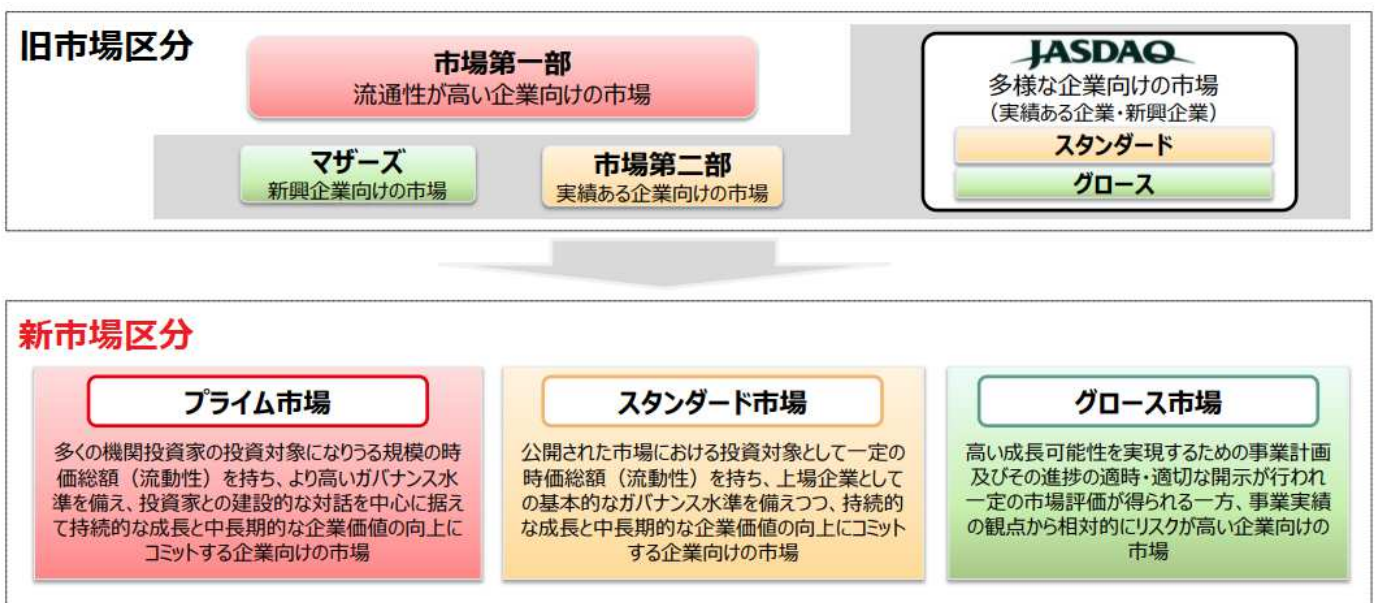 旧市場区分
市場第一部
流通性が高い企業向けの市場
マザーズ
新興企業向けの市場
市場第二部
実績ある企業向けの市場
JASDAQ
多様な企業向けの市場
（実績ある企業・新興企業）
スタンダード
グロース
新市場区分
プライム市場
多くの機関投資家の投資対象になりうる規模の時
価総額（流動性）を持ち、より高いガバナンス水
準を備え、投資家との建設的な対話を中心に据え
て持続的な成長と中長期的な企業価値の向上に
コミットする企業向けの市場
スタンダード市場
公開された市場における投資対象として一定の
時価総額（流動性）を持ち、上場企業として
の基本的なガバナンス水準を備えつつ、持続的
な成長と中長期的な企業価値の向上にコミット
する企業向けの市場
グロース市場
高い成長可能性を実現するための事業計画
及びその進捗の適時・適切な開示が行われ
一定の市場評価が得られる一方、事業実績
の観点から相対的にリスクが高い企業向けの
市場